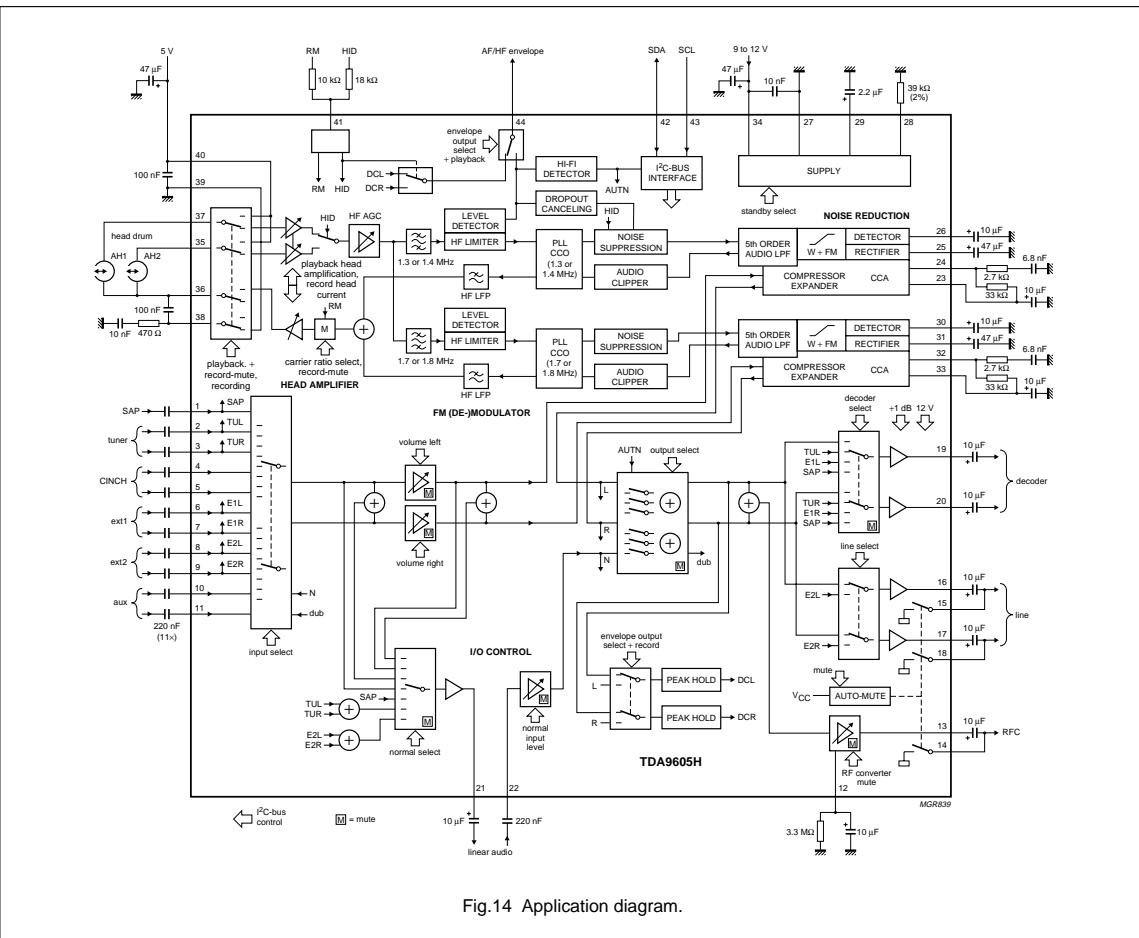 5 V
RM
HID
AF/HF envelope
SDA
SCL
9 to 12 V
47 µF
10 kΩ
18 kΩ
47 µF
10 nF
2.2 µF
39 kΩ
(2%)
41
44
42
43
34
27
29
28
40
100 nF
39
RM
HID
envelope
output
select
+ playback
DCL
DCR
HI-FI
DETECTOR
AUTN
I²C-BUS
INTERFACE
SUPPLY
standby select
NOISE REDUCTION
DROPOUT
CANCELING
HID
37
35
36
38
head drum
AH1
AH2
100 nF
10 nF
470 Ω
HID
HF AGC
playback head
amplification,
record head
current
RM
M
carrier ratio select,
record-mute
playback. +
record-mute,
recording
HEAD AMPLIFIER
1.3 or 1.4 MHz
LEVEL
DETECTOR
HF LIMITER
HF LFP
PLL
CCO
(1.3 or
1.4 MHz)
NOISE
SUPPRESSION
AUDIO
CLIPPER
5th ORDER
AUDIO LPF
W + FM
DETECTOR
RECTIFIER
COMPRESSOR
EXPANDER
CCA
26
25
24
23
10 µF
47 µF
6.8 nF
2.7 kΩ
33 kΩ
10
µF
1.7 or 1.8 MHz
LEVEL
DETECTOR
HF LIMITER
HF LFP
PLL
CCO
(1.7 or
1.8 MHz)
NOISE
SUPPRESSION
AUDIO
CLIPPER
5th ORDER
AUDIO LPF
W + FM
DETECTOR
RECTIFIER
COMPRESSOR
EXPANDER
CCA
30
31
32
33
10 µF
47 µF
6.8 nF
2.7 kΩ
33 kΩ
10
µF
FM (DE-)MODULATOR
SAP
tuner
CINCH
ext1
ext2
aux
220 nF
(11×)
1
2
3
4
5
6
7
8
9
10
11
SAP
TUL
TUR
E1L
E1R
E2L
E2R
N
dub
input select
volume left
M
M
volume right
AUTN
output select
L
R
N
M
dub
decoder
select
+1 dB
12 V
TUL
E1L
SAP
TUR
E1R
SAP
M
19
20
10 µF
10 µF
decoder
line select
E2L
E2R
16
15
17
18
10 µF
10 µF
line
I/O CONTROL
SAP
TUL
TUR
E2L
E2R
M
normal select
M
normal
input
level
envelope output
select + record
L
R
PEAK HOLD
DCL
PEAK HOLD
DCR
mute
VCC
AUTO-MUTE
M
RF converter
mute
13
14
10 µF
RFC
TDA9605H
21
22
12
MGR839
I²C-bus
control
M = mute
10 µF
220 nF
linear audio
3.3 MΩ
10 µF
Fig.14 Application diagram.